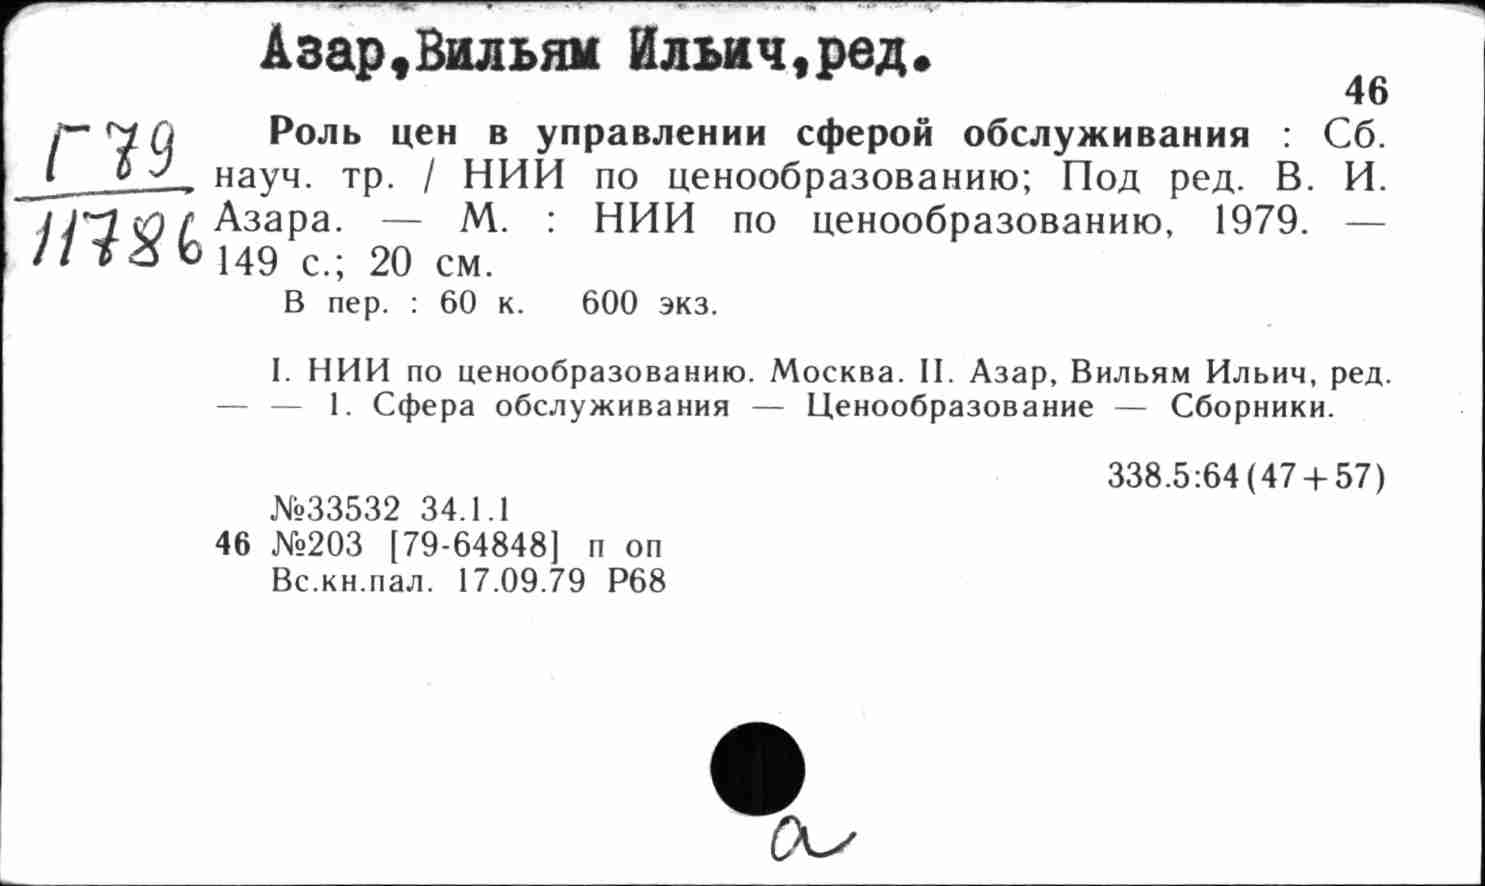 Азар,Вильям Ильич,ред.
46
Г79
11786
Роль цен в управлении сферой обслуживания : Сб.
науч. тр. / НИИ по ценообразованию; Под ред. В. И.
Азара. — М. : НИИ по ценообразованию, 1979. —
149 с.; 20 см.
В пер. : 60 к. 600 экз.
I. НИИ по ценообразованию. Москва. II. Азар, Вильям Ильич, ред.
— — 1. Сфера обслуживания — Ценообразование — Сборники.
338.5:64(47+57)
№33532 34.1.1
46 №203 [79-64848] п оп
Вс.кн.пал. 17.09.79 Р68
а